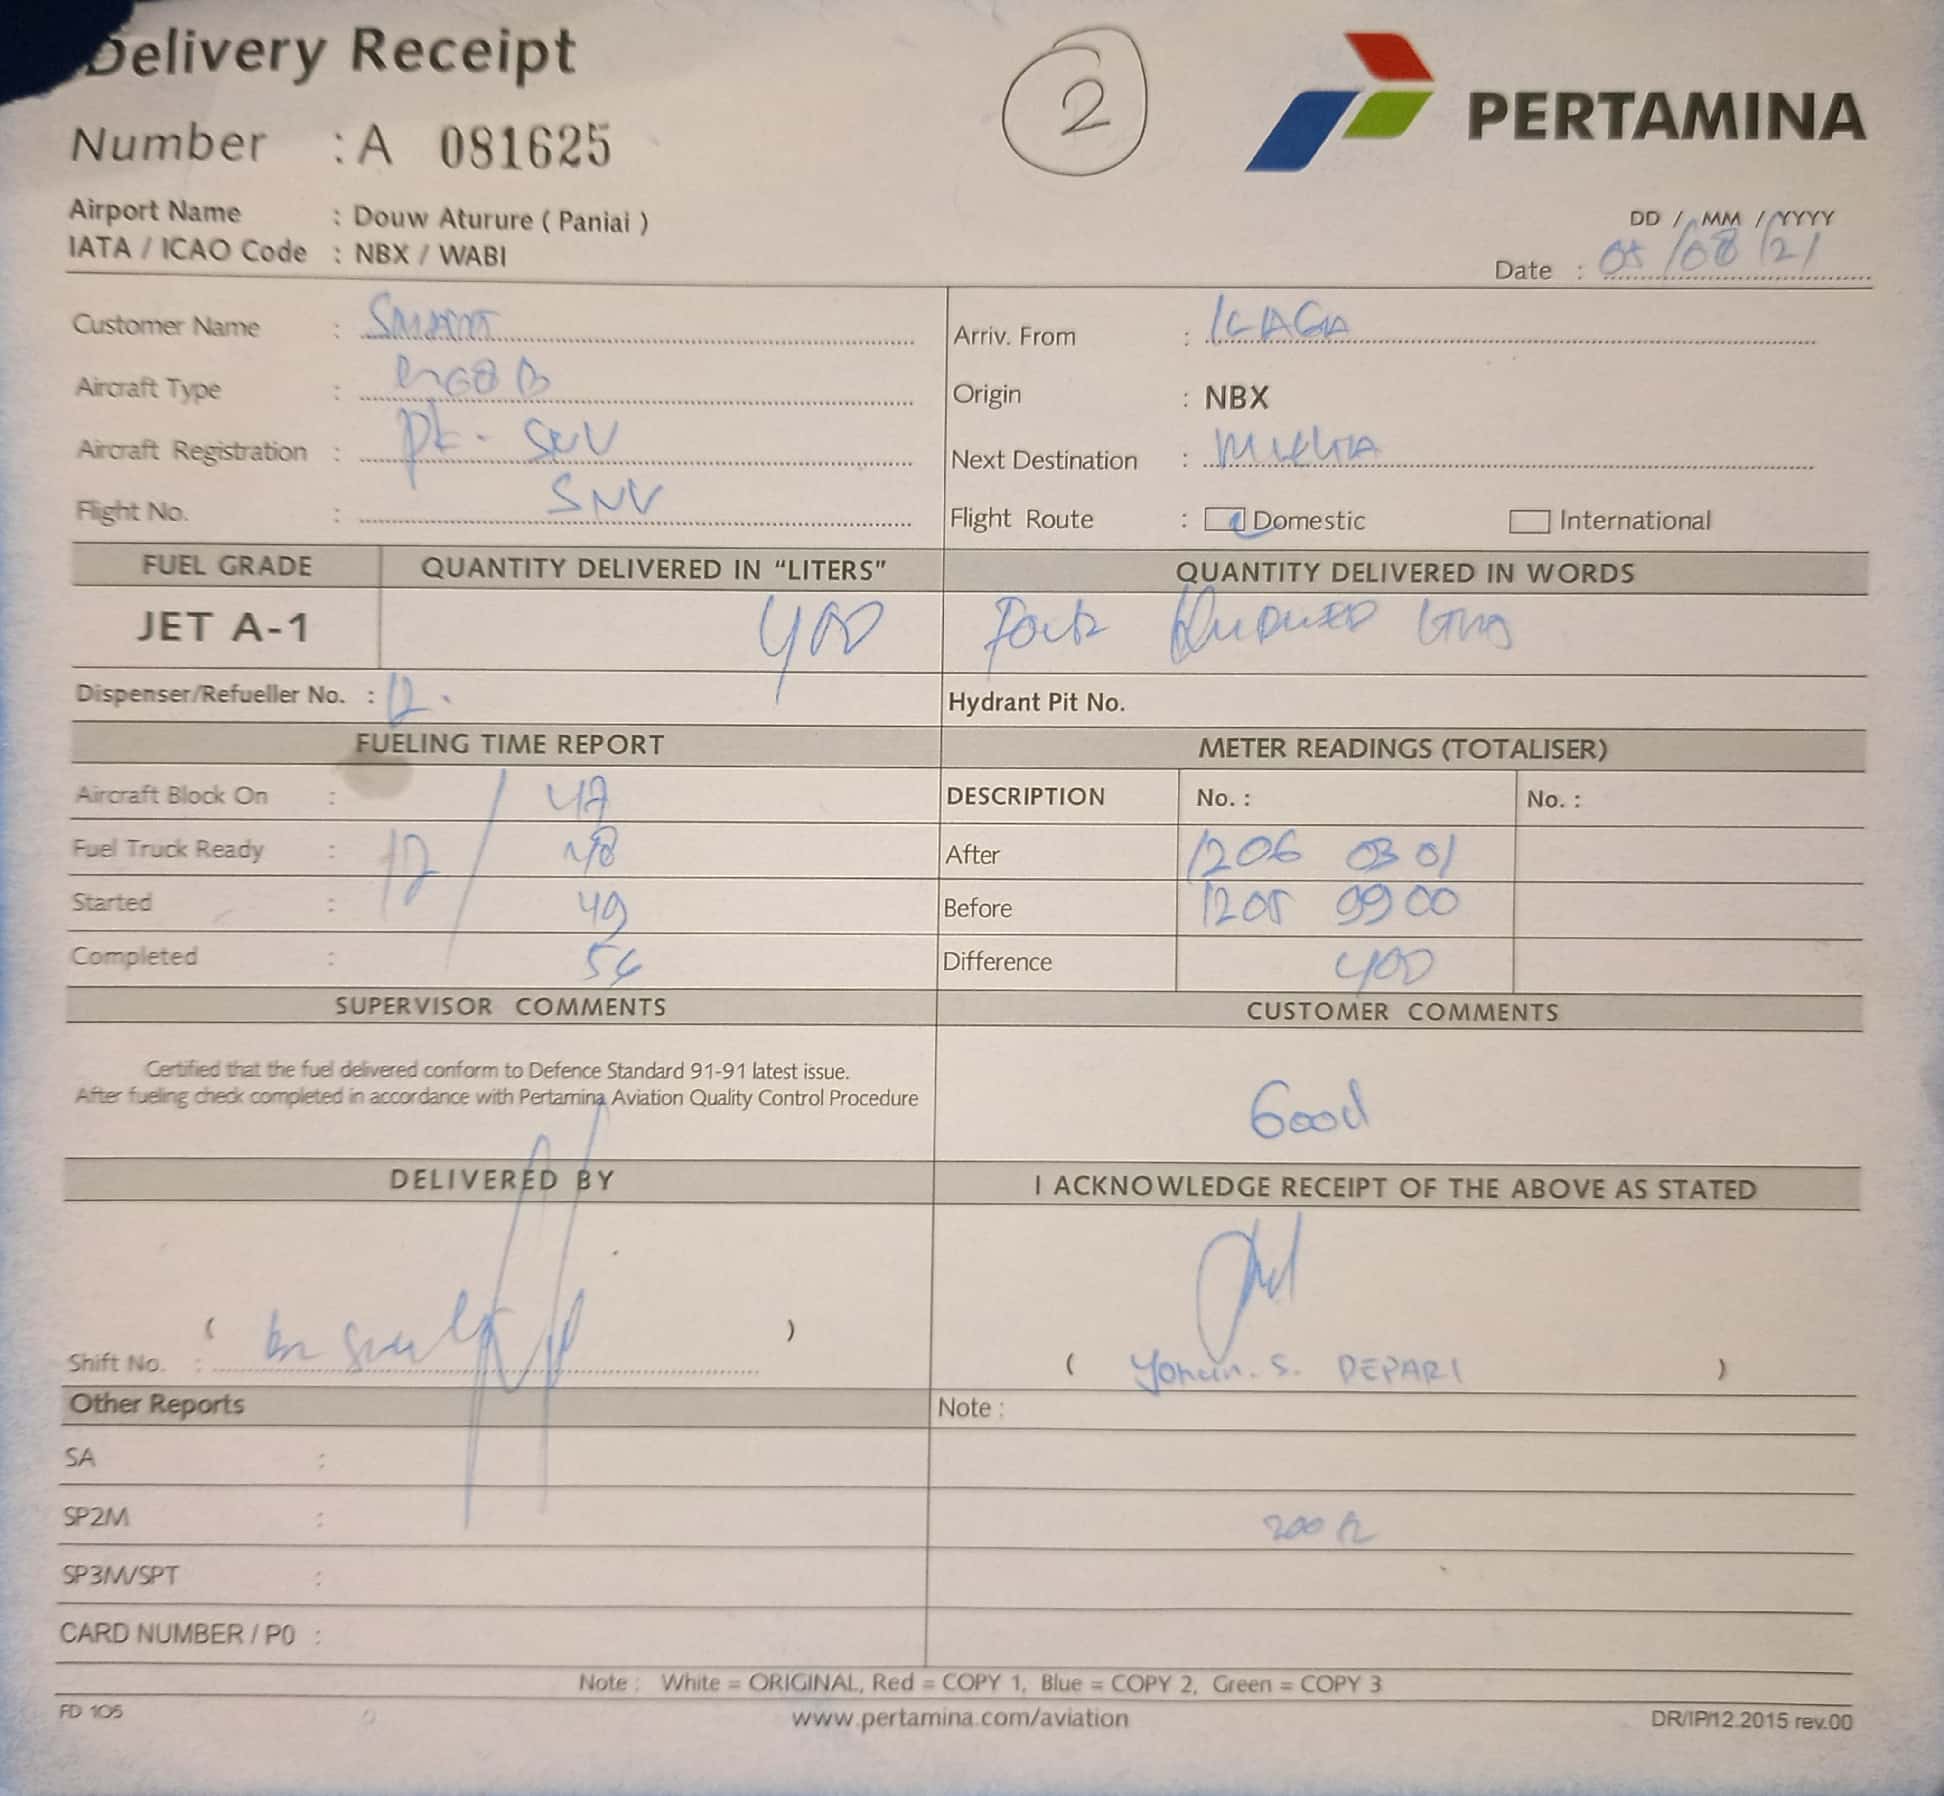 Delivery Receipt
2
PERTAMINA
Number : A 081625
Airport Name : Douw Aturure ( Paniai )
IATA / ICAO Code : NBX / WABI
DD / MM / YYYY
Date : 05/08/21
Customer Name : SMART
Arriv. From : ILAGA
Aircraft Type :
Origin : NBX
Aircraft Registration : PK - SNV
Next Destination :
Flight No. : SNV
Flight Route : Domestic International
FUEL GRADE QUANTITY DELIVERED IN "LITERS" QUANTITY DELIVERED IN WORDS
JET A-1 400
Dispenser/Refueller No. : 12.
Hydrant Pit No.
FUELING TIME REPORT METER READINGS (TOTALISER)
Aircraft Block On : 47
DESCRIPTION No. : No. :
Fuel Truck Ready : 12 / 48
After 1206 03 01
Started : 49
Before 1205 99 00
Completed : 54
Difference 400
SUPERVISOR COMMENTS CUSTOMER COMMENTS
Certified that the fuel delivered conform to Defence Standard 91-91 latest issue.
After fueling check completed in accordance with Pertamina Aviation Quality Control Procedure
Good
DELIVERED BY I ACKNOWLEDGE RECEIPT OF THE ABOVE AS STATED
( )
Shift No. :
( S. DEPARI )
Other Reports Note :
SA :
SP2M :
SP3M/SPT :
CARD NUMBER / P0 :
Note : White = ORIGINAL, Red = COPY 1, Blue = COPY 2, Green = COPY 3
FD 105 www.pertamina.com/aviation DR/IP/12.2015 rev.00